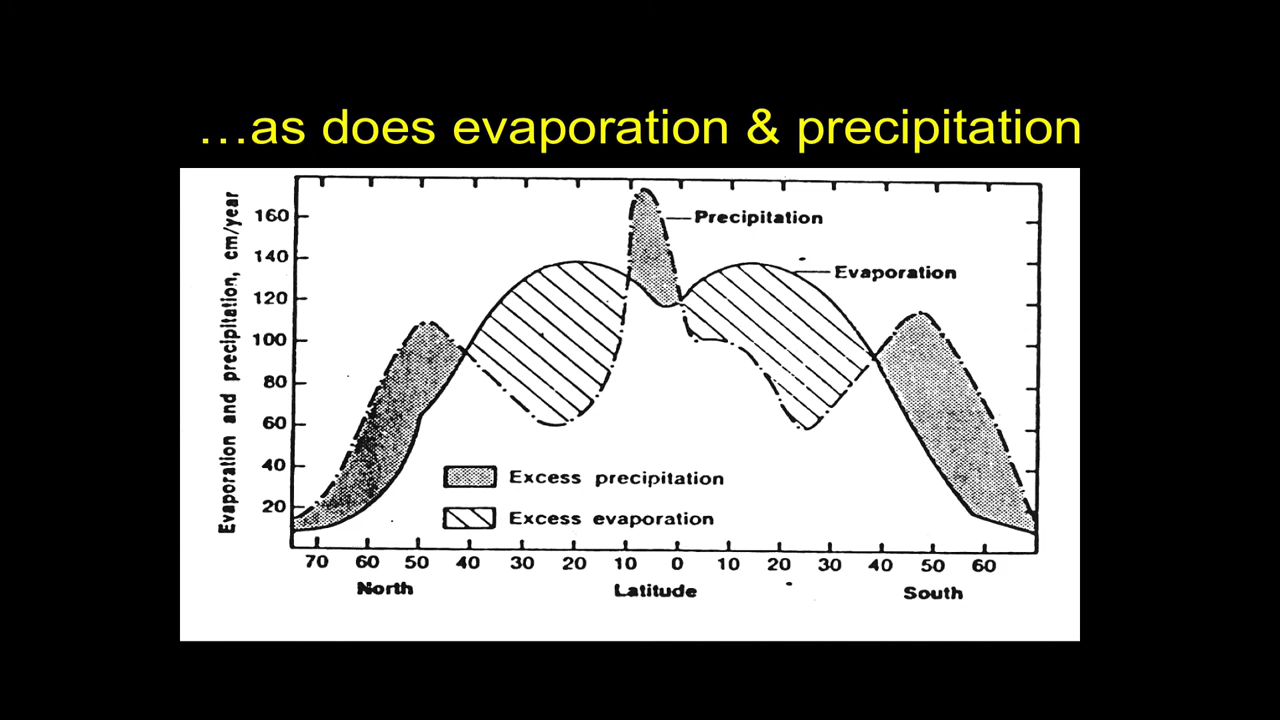 …as does evaporation & precipitation
Evaporation and precipitation, cm/year
160
140
120
100
80
60
40
20
Precipitation
Evaporation
Excess precipitation
Excess evaporation
70 60 50 40 30 20 10 0 10 20 30 40 50 60
North Latitude South